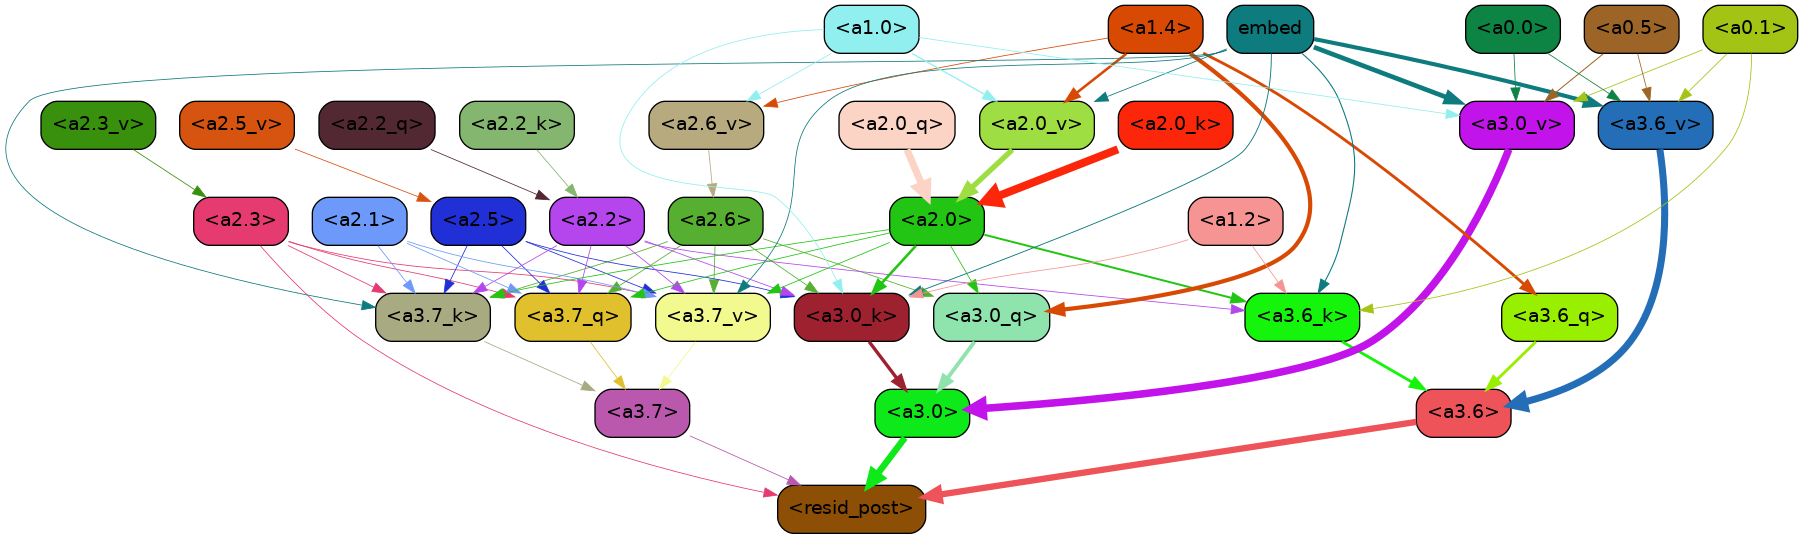 <a1.0> <a1.4> embed <a0.0> <a0.5> <a0.1>
<a2.3_v> <a2.5_v> <a2.2_q> <a2.2_k> <a2.6_v> <a2.0_q> <a2.0_v> <a2.0_k> <a3.0_v> <a3.6_v>
<a2.3> <a2.1> <a2.5> <a2.2> <a2.6> <a2.0> <a1.2>
<a3.7_k> <a3.7_q> <a3.7_v> <a3.0_k> <a3.0_q> <a3.6_k> <a3.6_q>
<a3.7> <a3.0> <a3.6>
<resid_post>